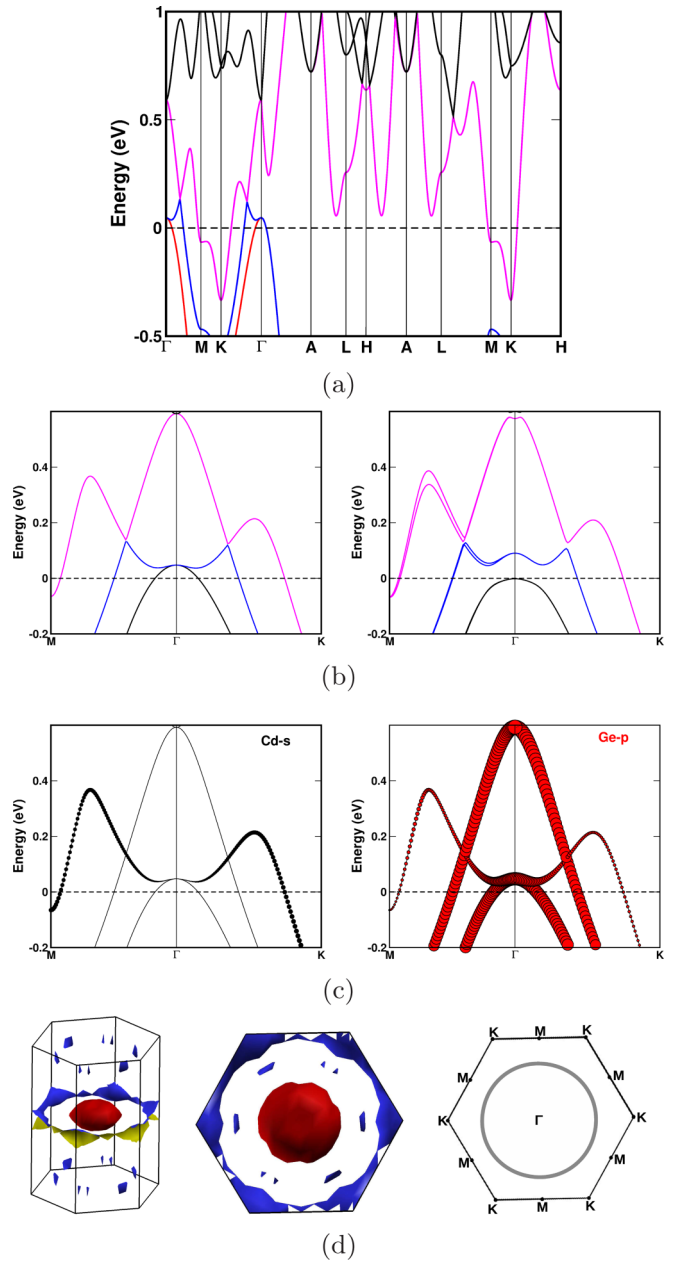 1
0.5
0
-0.5
Energy (eV)
Γ M K Γ A L H A L M K H
(a)
0.4
0.2
0
-0.2
Energy (eV)
M Γ K
0.4
0.2
0
-0.2
Energy (eV)
M Γ K
(b)
Cd-s
0.4
0.2
0
-0.2
Energy (eV)
M Γ K
Ge-p
0.4
0.2
0
-0.2
Energy (eV)
M Γ K
(c)
K M K
M M
K Γ K
M M
K M K
(d)